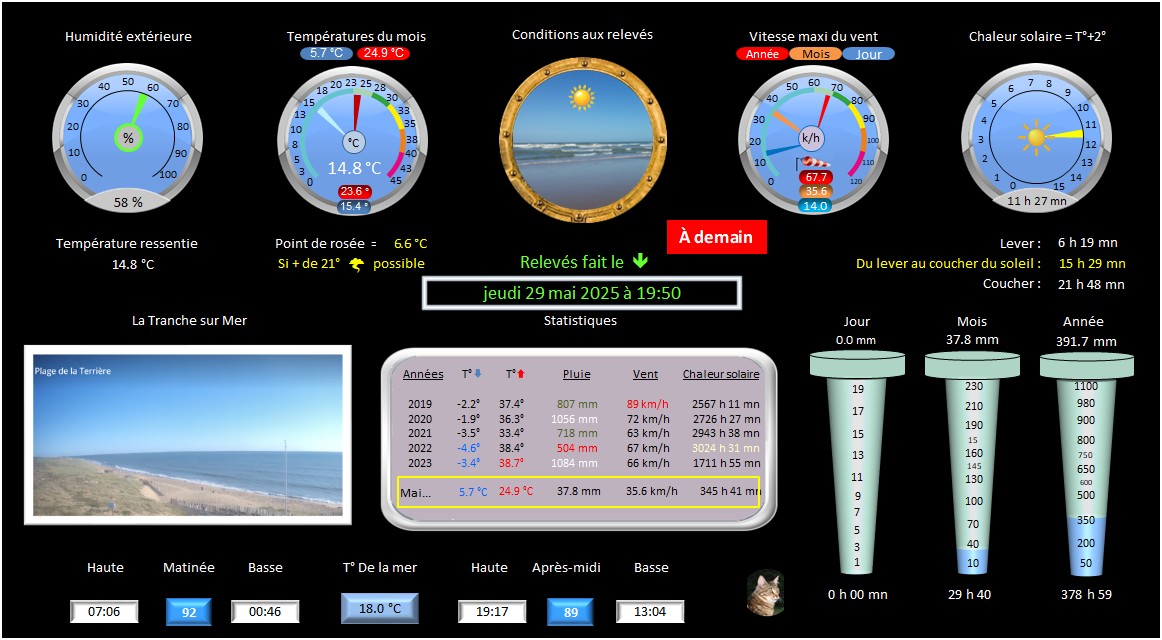 Humidité extérieure
Températures du mois
Conditions aux relevés
Vitesse maxi du vent
Chaleur solaire = T°+2°
5.7 °C 24.9 °C
Année Mois Jour
0 10 20 30 40 50 60 70 80 90 100
%
58 %
0 3 5 8 10 13 15 18 20 23 25 28 30 33 35 38 40 43 45
°C
14.8 °C
23.6 °
15.4 °
0 10 20 30 40 50 60 70 80 90 100 110 120
k/h
67.7
35.6
14.0
0 1 2 3 4 5 6 7 8 9 10 11 12 13 14 15
11 h 27 mn
Température ressentie
14.8 °C
Point de rosée = 6.6 °C
Si + de 21° possible
À demain
Relevés fait le
jeudi 29 mai 2025 à 19:50
Lever : 6 h 19 mn
Du lever au coucher du soleil : 15 h 29 mn
Coucher : 21 h 48 mn
La Tranche sur Mer
Plage de la Terrière
Statistiques
Années T° T° Pluie Vent Chaleur solaire
2019 -2.2° 37.4° 807 mm 89 km/h 2567 h 11 mn
2020 -1.9° 36.3° 1056 mm 72 km/h 2726 h 27 mn
2021 -3.5° 33.4° 718 mm 63 km/h 2943 h 38 mn
2022 -4.6° 38.4° 504 mm 67 km/h 3024 h 31 mn
2023 -3.4° 38.7° 1084 mm 66 km/h 1711 h 55 mn
Mai... 5.7 °C 24.9 °C 37.8 mm 35.6 km/h 345 h 41 mn
Jour
0.0 mm
19
17
15
13
11
9
7
5
3
1
0 h 00 mn
Mois
37.8 mm
230
210
190
15
160
145
130
100
70
40
10
29 h 40
Année
391.7 mm
1100
980
900
800
750
650
600
500
350
200
50
378 h 59
Haute Matinée Basse
07:06 92 00:46
T° De la mer
18.0 °C
Haute Après-midi Basse
19:17 89 13:04